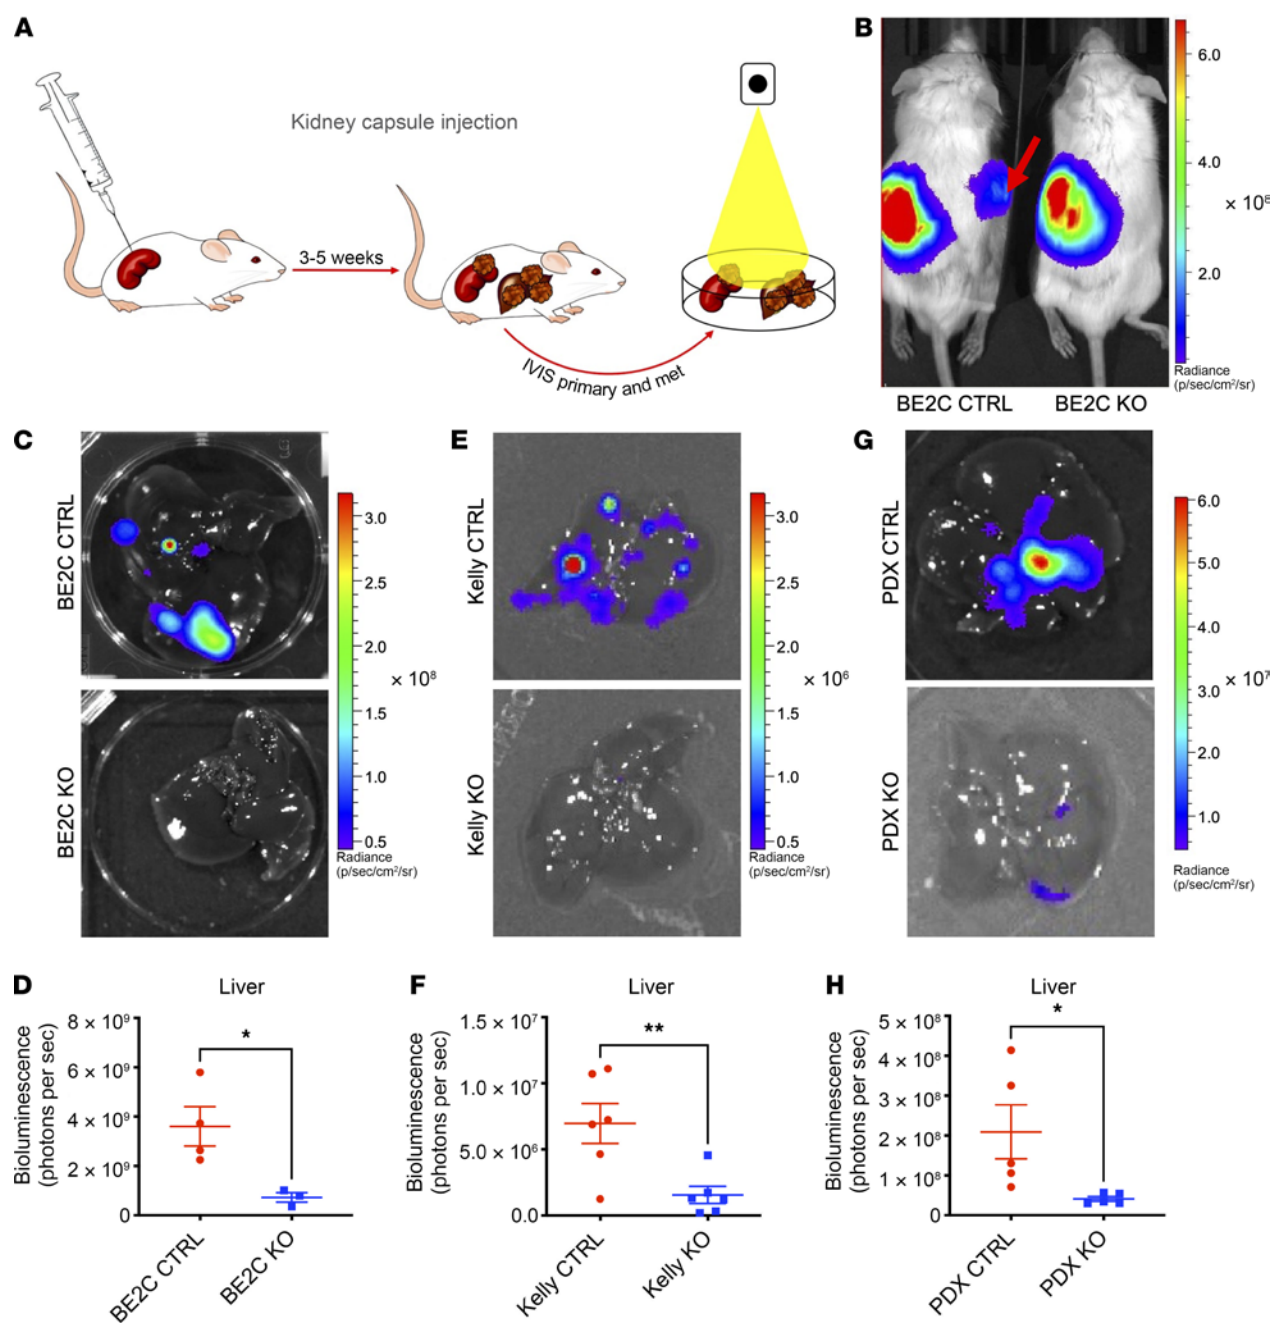 A
Kidney capsule injection
3-5 weeks
IVIS primary and met
B
6.0
4.0
2.0
× 10⁸
Radiance
(p/sec/cm²/sr)
BE2C CTRL
BE2C KO
C
BE2C CTRL
BE2C KO
3.0
2.5
2.0
1.5
1.0
0.5
× 10⁸
Radiance
(p/sec/cm²/sr)
E
Kelly CTRL
Kelly KO
3.0
2.5
2.0
1.5
1.0
0.5
× 10⁶
Radiance
(p/sec/cm²/sr)
G
PDX CTRL
PDX KO
6.0
5.0
4.0
3.0
2.0
1.0
× 10⁷
Radiance
(p/sec/cm²/sr)
D
Liver
Bioluminescence
(photons per sec)
8 × 10⁹
6 × 10⁹
4 × 10⁹
2 × 10⁹
0
*
BE2C CTRL
BE2C KO
F
Liver
Bioluminescence
(photons per sec)
1.5 × 10⁷
1.0 × 10⁷
5.0 × 10⁶
0.0
**
Kelly CTRL
Kelly KO
H
Liver
Bioluminescence
(photons per sec)
5 × 10⁸
4 × 10⁸
3 × 10⁸
2 × 10⁸
1 × 10⁸
0
*
PDX CTRL
PDX KO